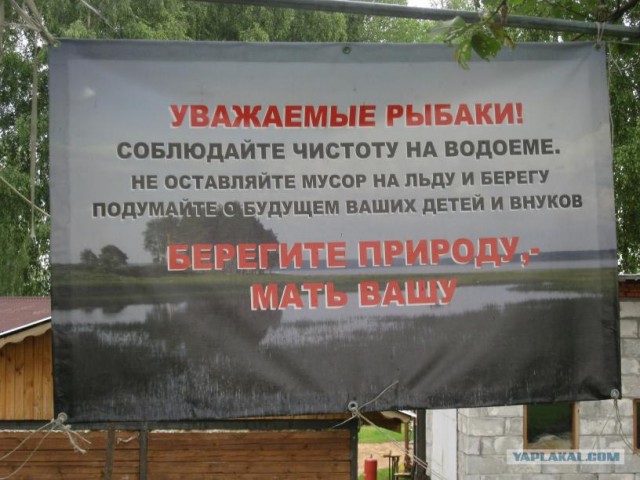 УВАЖАЕМЫЕ РЫБАКИ!
СОБЛЮДАЙТЕ ЧИСТОТУ НА ВОДОЕМЕ.
НЕ ОСТАВЛЯЙТЕ МУСОР НА ЛЬДУ И БЕРЕГУ
ПОДУМАЙТЕ О БУДУЩЕМ ВАШИХ ДЕТЕЙ И ВНУКОВ
БЕРЕГИТЕ ПРИРОДУ,-
МАТЬ ВАШУ
YAPLAKAL.COM